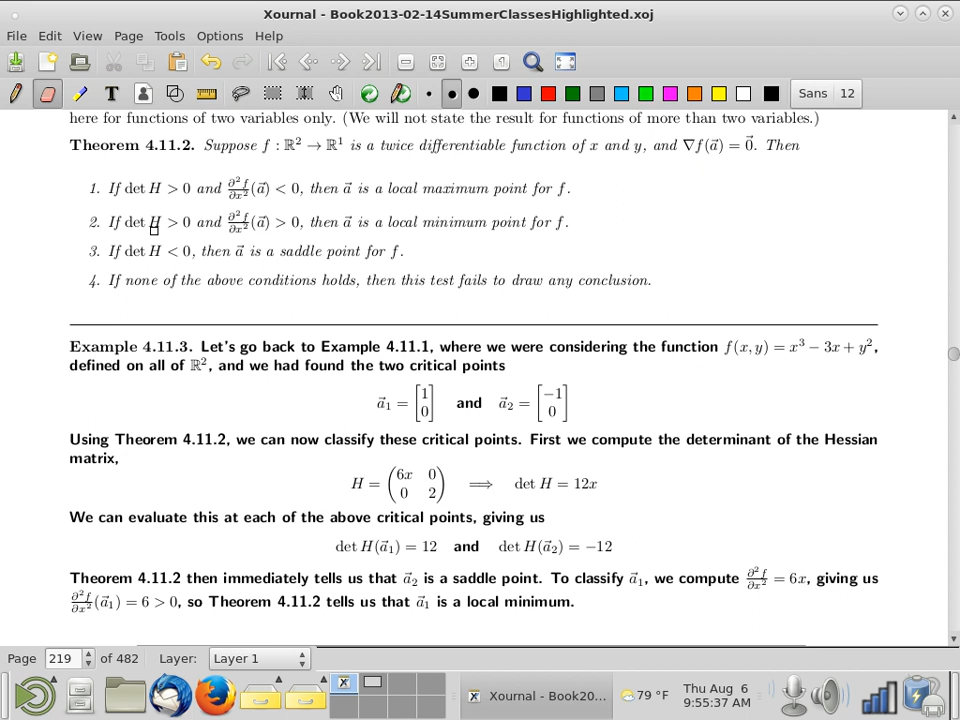 Xournal - Book2013-02-14SummerClassesHighlighted.xoj
File Edit View Page Tools Options Help
Sans 12
here for functions of two variables only. (We will not state the result for functions of more than two variables.)
Theorem 4.11.2. Suppose f : ℝ² → ℝ¹ is a twice differentiable function of x and y, and ∇f(a⃗) = 0⃗. Then
1. If det H > 0 and ∂²f/∂x²(a⃗) < 0, then a⃗ is a local maximum point for f.
2. If det H > 0 and ∂²f/∂x²(a⃗) > 0, then a⃗ is a local minimum point for f.
3. If det H < 0, then a⃗ is a saddle point for f.
4. If none of the above conditions holds, then this test fails to draw any conclusion.
Example 4.11.3. Let's go back to Example 4.11.1, where we were considering the function f(x, y) = x³ − 3x + y²,
defined on all of ℝ², and we had found the two critical points
a⃗₁ = [1 0] and a⃗₂ = [−1 0]
Using Theorem 4.11.2, we can now classify these critical points. First we compute the determinant of the Hessian
matrix,
H = (6x 0 0 2) ⟹ det H = 12x
We can evaluate this at each of the above critical points, giving us
det H(a⃗₁) = 12 and det H(a⃗₂) = −12
Theorem 4.11.2 then immediately tells us that a⃗₂ is a saddle point. To classify a⃗₁, we compute ∂²f/∂x² = 6x, giving us
∂²f/∂x²(a⃗₁) = 6 > 0, so Theorem 4.11.2 tells us that a⃗₁ is a local minimum.
Page 219 of 482 Layer: Layer 1
Xournal - Book20...
79 °F
Thu Aug 6
9:55:37 AM